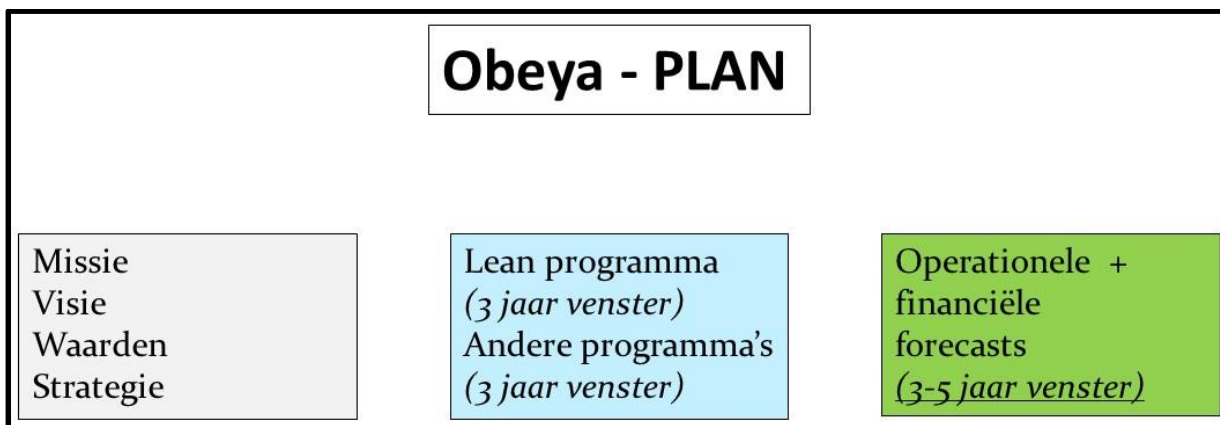 Obeya - PLAN
Missie
Visie
Waarden
Strategie
Lean programma
(3 jaar venster)
Andere programma's
(3 jaar venster)
Operationele +
financiële
forecasts
(3-5 jaar venster)